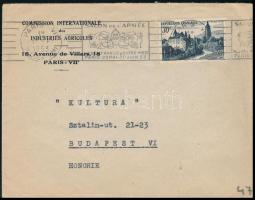 COMMISSION INTERNATIONALE
des
INDUSTRIES AGRICOLES
18, Avenue de Villars, 18
PARIS-VIIᵉ
"KULTURA"
Sztalin-ut. 21-23
BUDAPEST VI
HONGRIE
47